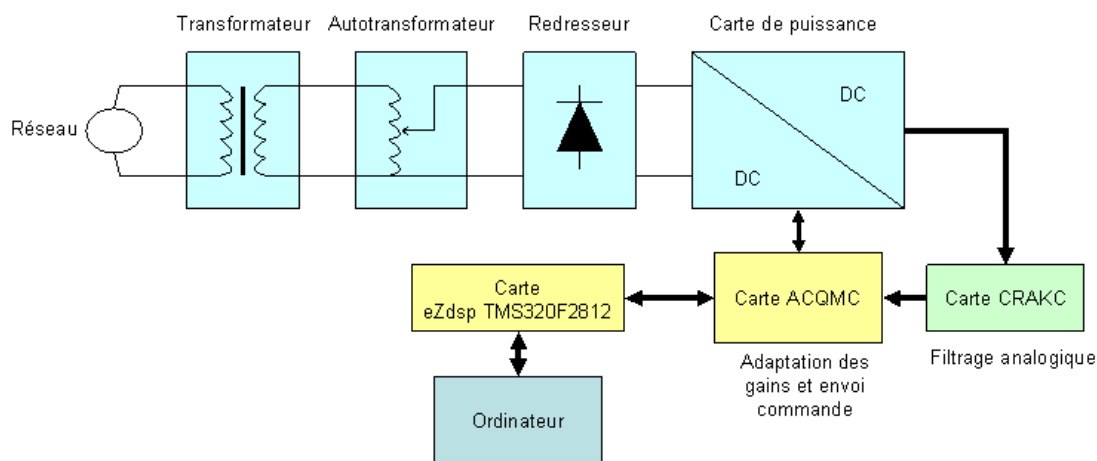 Transformateur
Autotransformateur
Redresseur
Carte de puissance
Réseau
DC
DC
Carte
eZdsp TMS320F2812
Carte ACQMC
Carte CRAKC
Adaptation des
gains et envoi
commande
Filtrage analogique
Ordinateur